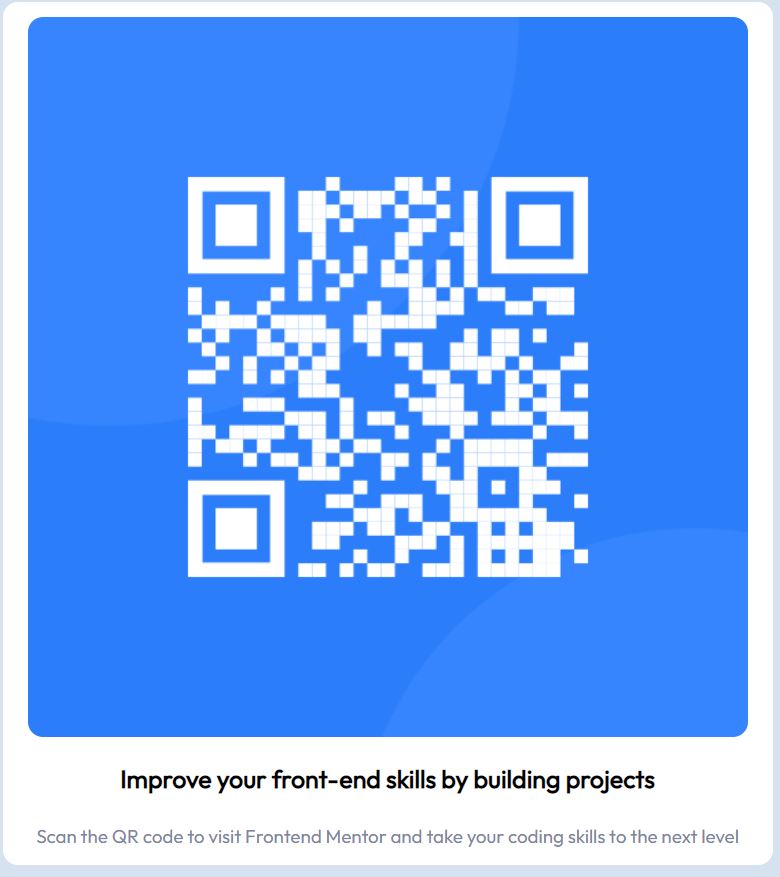 Improve your front-end skills by building projects
Scan the QR code to visit Frontend Mentor and take your coding skills to the next level